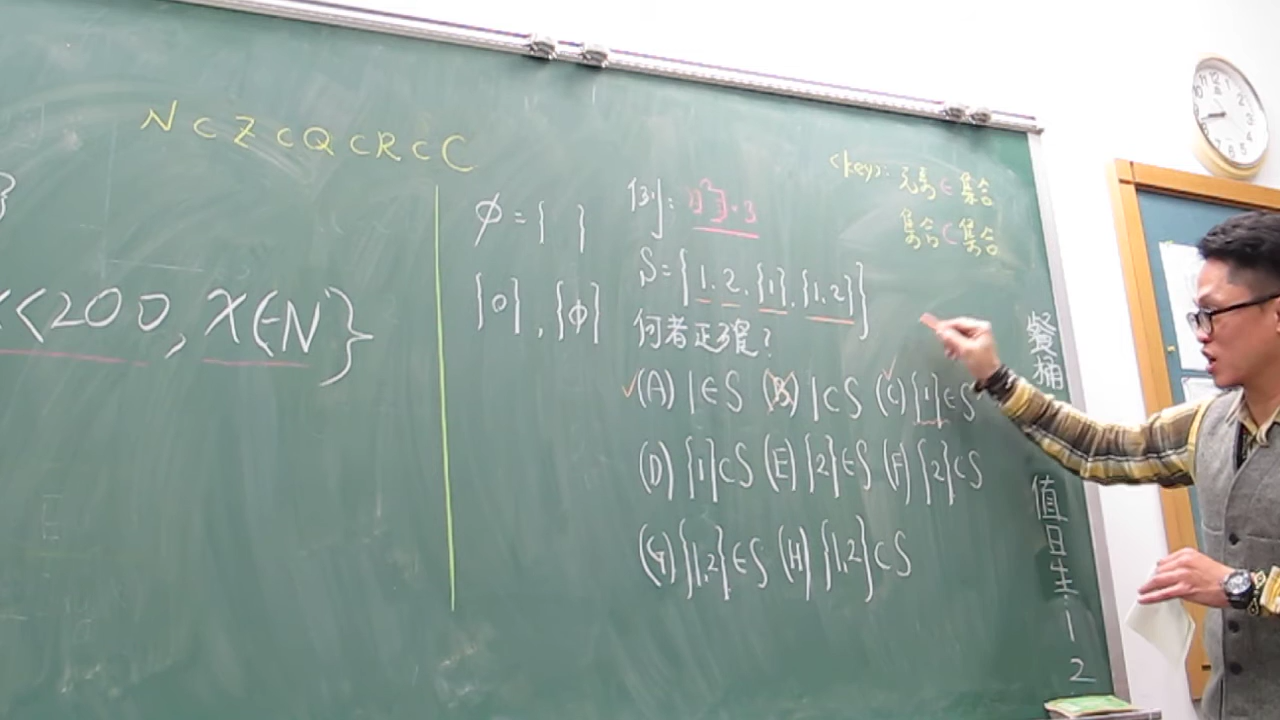 N⊂Z⊂Q⊂R⊂C
<200, x∈N}
∅={ }
{0}, {∅}
<key>: 元素∈集合
集合⊂集合
例:
S={1,2,{1},{1,2}}
何者正確?
(A) 1∈S (B) 1⊂S (C) {1}∈S
(D) {1}⊂S (E) {2}∈S (F) {2}⊂S
(G) {1,2}∈S (H) {1,2}⊂S
餐桶
值日生:1
2